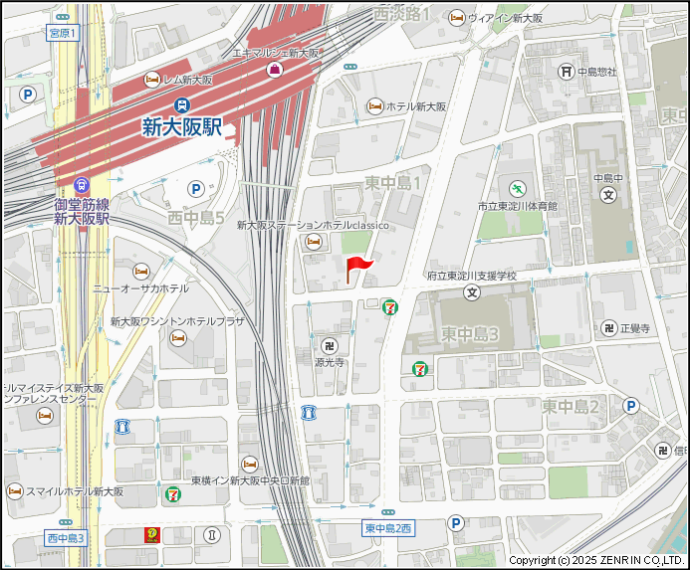 西淡路1
ヴィアイン新大阪
宮原1
エキマルシェ新大阪
レム新大阪
中島惣社
P
ホテル新大阪
新大阪駅
東中島1
中島中
文
御堂筋線
新大阪駅
P
西中島5
市立東淀川体育館
新大阪ステーションホテルclassico
府立東淀川支援学校
文
ニューオーサカホテル
新大阪ワシントンホテルプラザ
東中島3
正覺寺
源光寺
テルマイステイズ新大阪
ンファレンスセンター
東中島2
P
信
東横イン新大阪中央口新館
スマイルホテル新大阪
西中島3
東中島2西
P
Copyright (c) 2025 ZENRIN CO.,LTD.